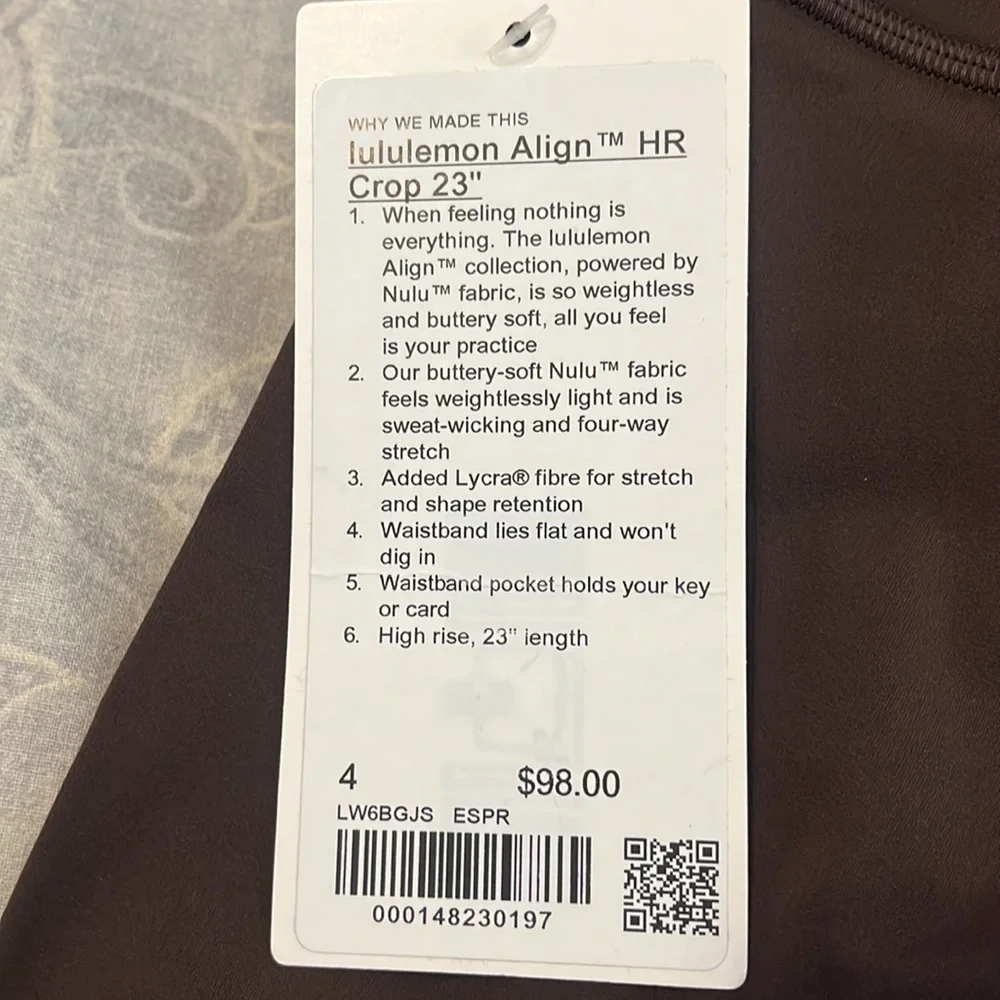 WHY WE MADE THIS
lululemon Align™ HR
Crop 23"
1. When feeling nothing is
everything. The lululemon
Align™ collection, powered by
Nulu™ fabric, is so weightless
and buttery soft, all you feel
is your practice
2. Our buttery-soft Nulu™ fabric
feels weightlessly light and is
sweat-wicking and four-way
stretch
3. Added Lycra® fibre for stretch
and shape retention
4. Waistband lies flat and won't
dig in
5. Waistband pocket holds your key
or card
6. High rise, 23" length
4 $98.00
LW6BGJS ESPR
000148230197